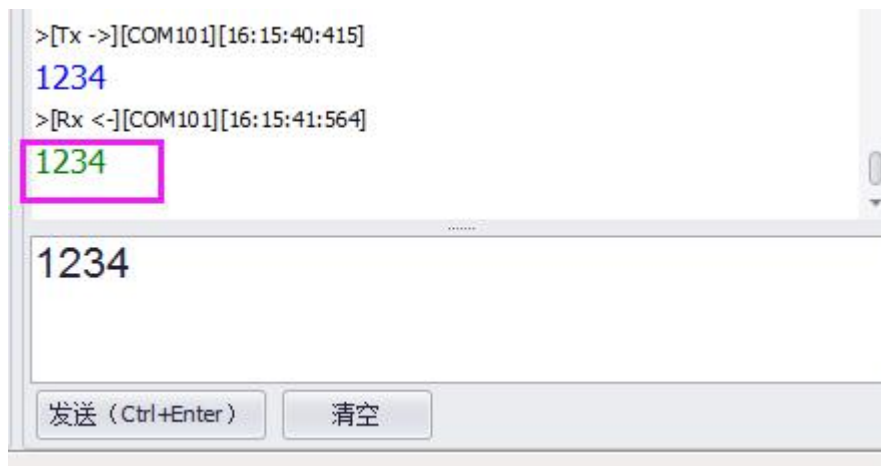 >[Tx ->][COM101][16:15:40:415]
1234
>[Rx <-][COM101][16:15:41:564]
1234
1234
发送（Ctrl+Enter）
清空